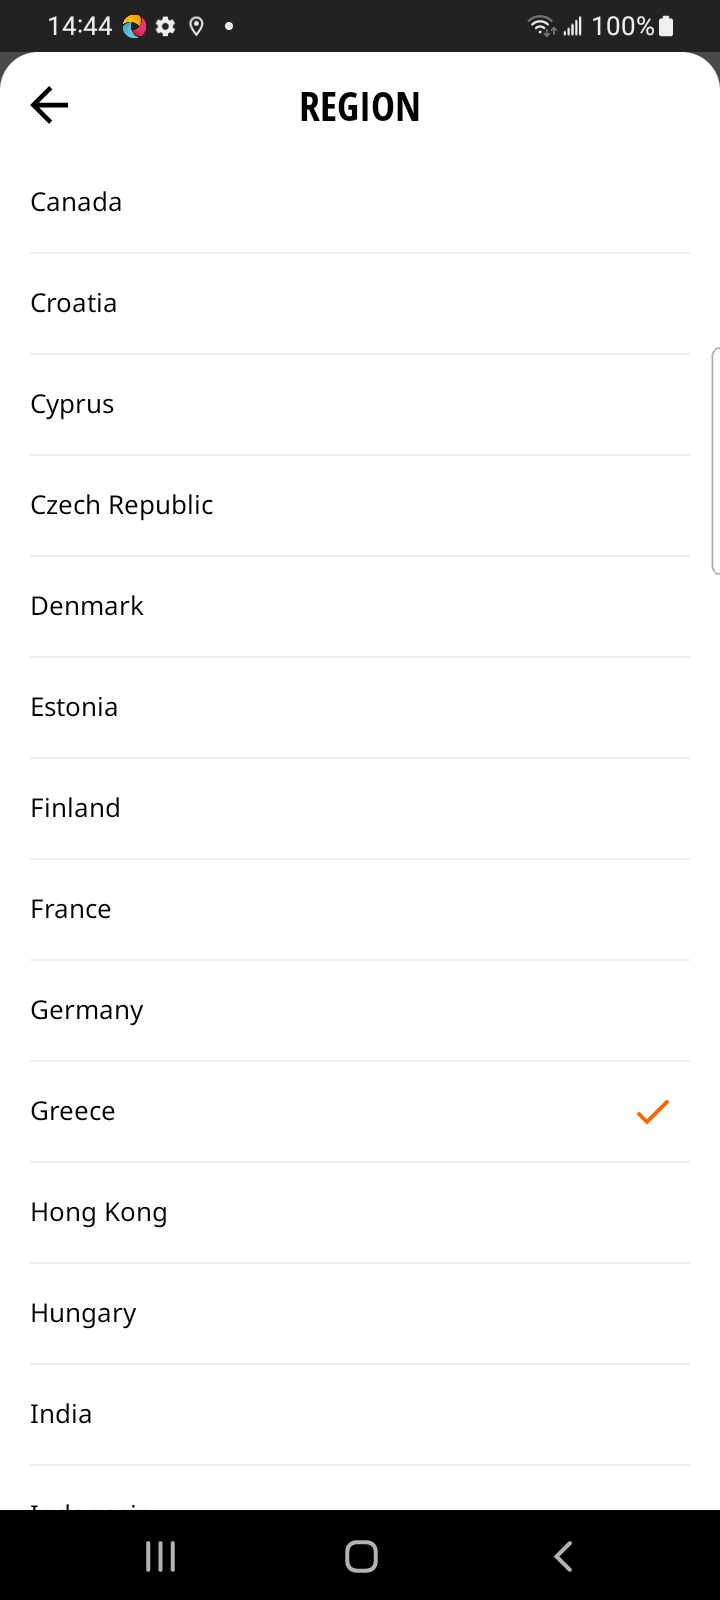 14:44
100%
REGION
Canada
Croatia
Cyprus
Czech Republic
Denmark
Estonia
Finland
France
Germany
Greece
Hong Kong
Hungary
India